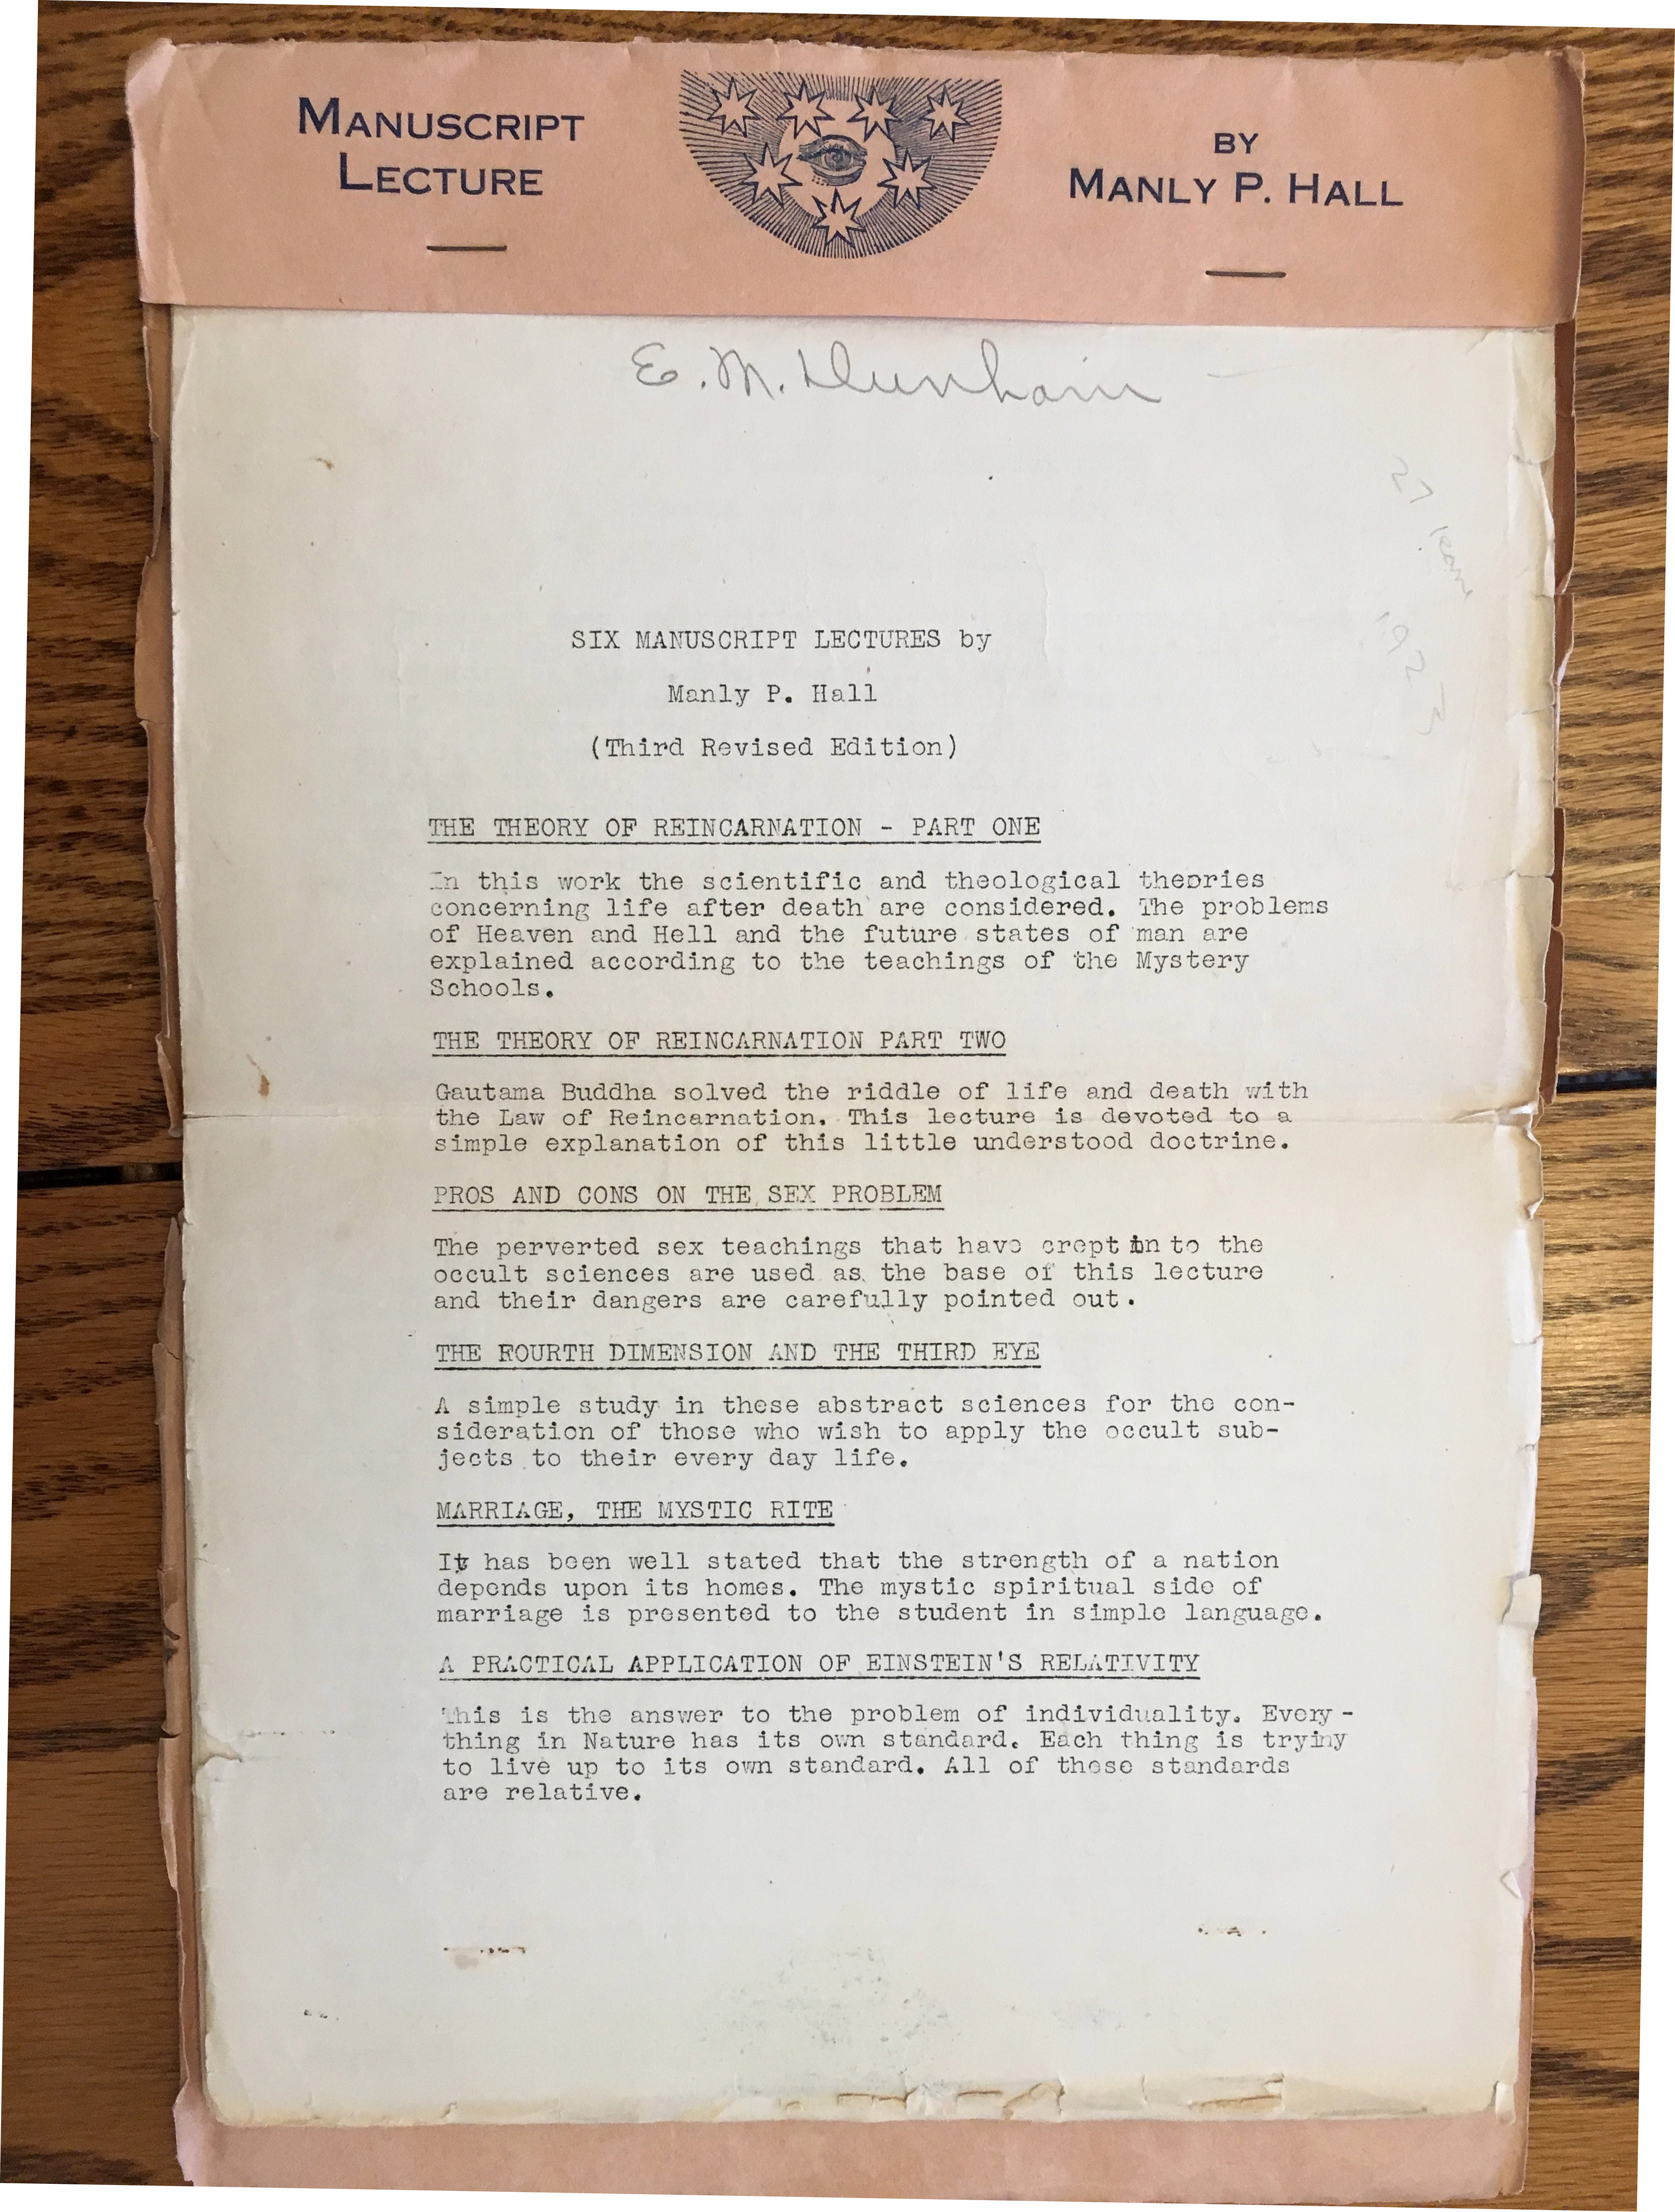 MANUSCRIPT
LECTURE
BY
MANLY P. HALL
E. M. Dunham
27
1923
SIX MANUSCRIPT LECTURES by
Manly P. Hall
(Third Revised Edition)
THE THEORY OF REINCARNATION - PART ONE
In this work the scientific and theological theories
concerning life after death are considered. The problems
of Heaven and Hell and the future states of man are
explained according to the teachings of the Mystery
Schools.
THE THEORY OF REINCARNATION PART TWO
Gautama Buddha solved the riddle of life and death with
the Law of Reincarnation. This lecture is devoted to a
simple explanation of this little understood doctrine.
PROS AND CONS ON THE SEX PROBLEM
The perverted sex teachings that have crept in to the
occult sciences are used as the base of this lecture
and their dangers are carefully pointed out.
THE FOURTH DIMENSION AND THE THIRD EYE
A simple study in these abstract sciences for the con-
sideration of those who wish to apply the occult sub-
jects to their every day life.
MARRIAGE, THE MYSTIC RITE
It has been well stated that the strength of a nation
depends upon its homes. The mystic spiritual side of
marriage is presented to the student in simple language.
A PRACTICAL APPLICATION OF EINSTEIN'S RELATIVITY
This is the answer to the problem of individuality. Every-
thing in Nature has its own standard. Each thing is tryiny
to live up to its own standard. All of these standards
are relative.